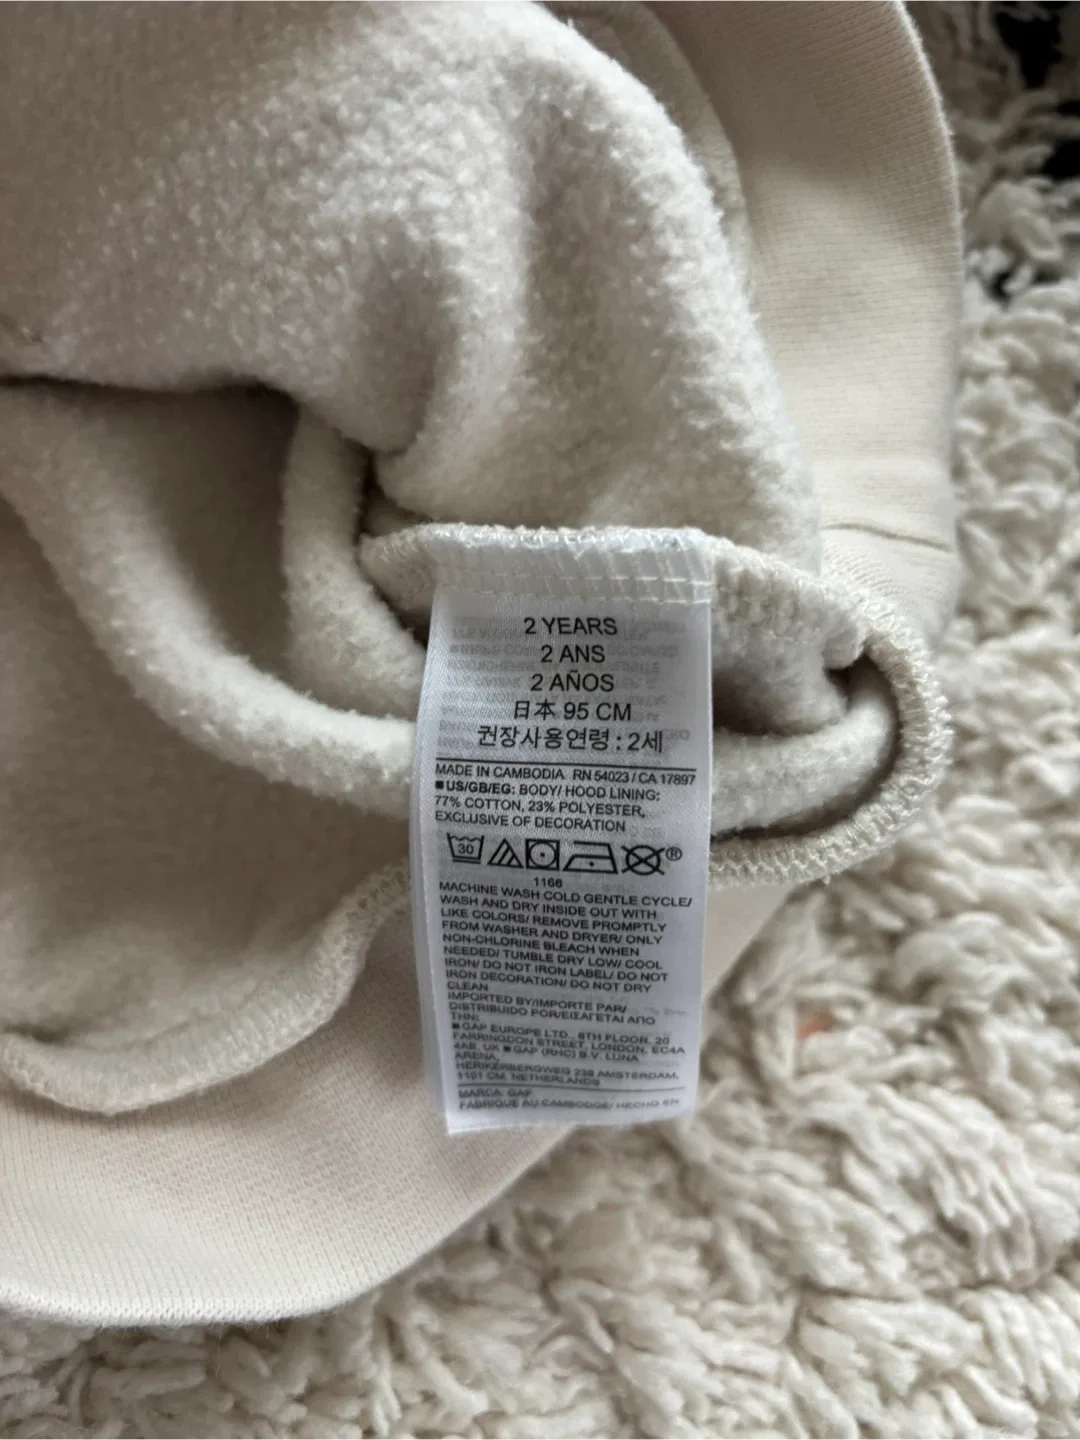 2 YEARS
2 ANS
2 AÑOS
日本 95 CM
권장사용연령 : 2세
MADE IN CAMBODIA RN 54023 / CA 17897
■ US/GB/EG: BODY/ HOOD LINING:
77% COTTON, 23% POLYESTER,
EXCLUSIVE OF DECORATION
30 ®
1166
MACHINE WASH COLD GENTLE CYCLE/
WASH AND DRY INSIDE OUT WITH
LIKE COLORS/ REMOVE PROMPTLY
FROM WASHER AND DRYER/ ONLY
NON-CHLORINE BLEACH WHEN
NEEDED/ TUMBLE DRY LOW/ COOL
IRON/ DO NOT IRON LABEL/ DO NOT
IRON DECORATION/ DO NOT DRY
CLEAN
IMPORTED BY/IMPORTE PAR/
DISTRIBUIDO POR/ΕΙΣΑΓΕΤΑΙ ΑΠΟ
ΤΗΝ:
■ GAP EUROPE LTD., 6TH FLOOR, 20
FARRINGDON STREET, LONDON, EC4A
4AB, UK ■ GAP (RHC) B.V. LUNA
ARENA,
HERIKERBERGWEG 238 AMSTERDAM,
1101 CM, NETHERLANDS
MARCA: GAP
FABRIQUE AU CAMBODGE/ HECHO EN